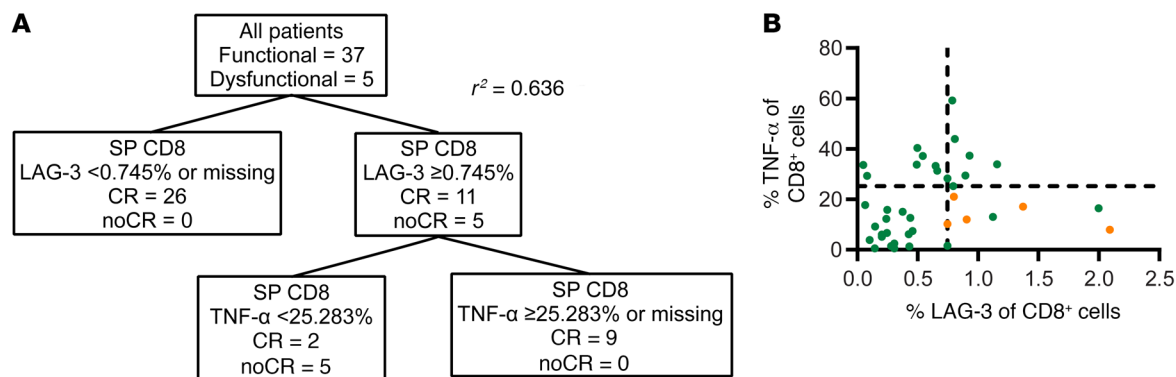 A
All patients
Functional = 37
Dysfunctional = 5
r² = 0.636
SP CD8
LAG-3 <0.745% or missing
CR = 26
noCR = 0
SP CD8
LAG-3 ≥0.745%
CR = 11
noCR = 5
SP CD8
TNF-α <25.283%
CR = 2
noCR = 5
SP CD8
TNF-α ≥25.283% or missing
CR = 9
noCR = 0
B
% TNF-α of
CD8⁺ cells
80
60
40
20
0
0.0 0.5 1.0 1.5 2.0 2.5
% LAG-3 of CD8⁺ cells